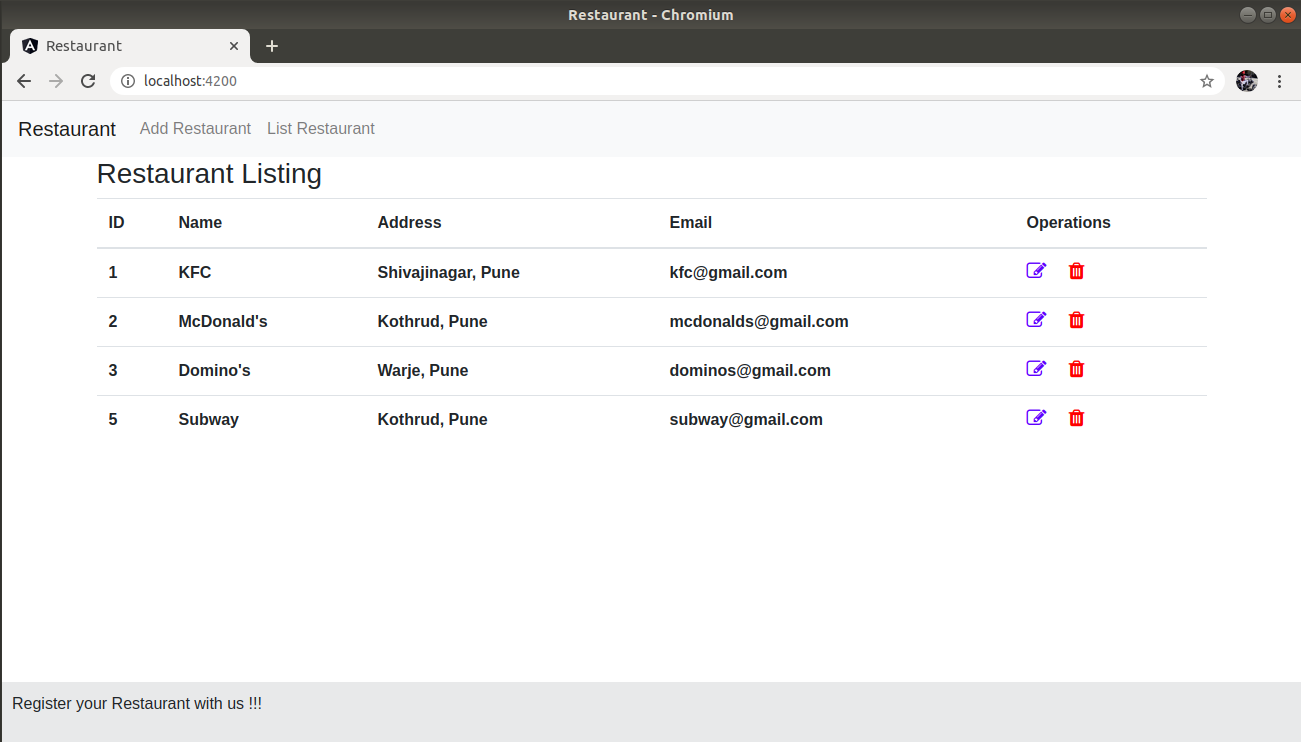 Restaurant - Chromium
Restaurant
localhost:4200
Restaurant Add Restaurant List Restaurant
Restaurant Listing
ID Name Address Email Operations
1 KFC Shivajinagar, Pune kfc@gmail.com
2 McDonald's Kothrud, Pune mcdonalds@gmail.com
3 Domino's Warje, Pune dominos@gmail.com
5 Subway Kothrud, Pune subway@gmail.com
Register your Restaurant with us !!!